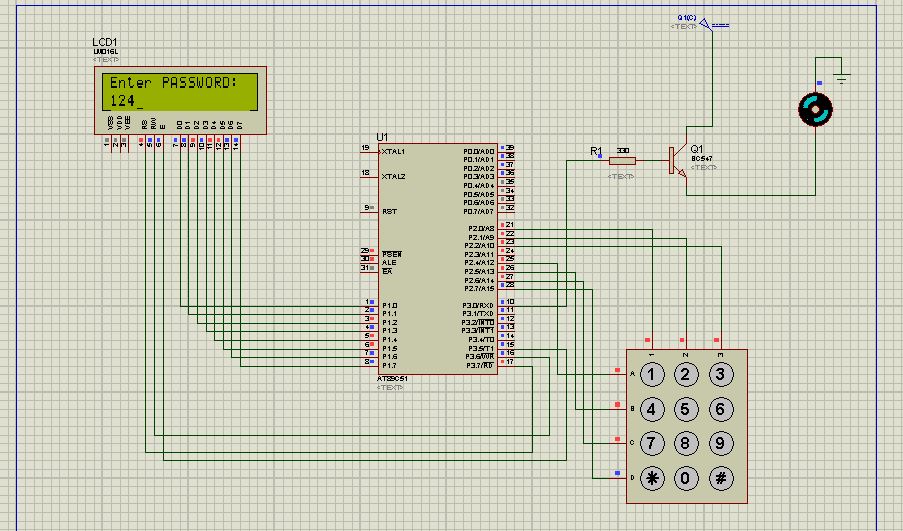 Q1(C)
<TEXT>
LCD1
LM016L
<TEXT>
Enter PASSWORD:
124_
VSS
VDD
VEE
RS
RW
E
D0
D1
D2
D3
D4
D5
D6
D7
1
2
3
4
5
6
7
8
9
10
11
12
13
14
U1
19
XTAL1
18
XTAL2
9
RST
29
PSEN
30
ALE
31
EA
1
P1.0
2
P1.1
3
P1.2
4
P1.3
5
P1.4
6
P1.5
7
P1.6
8
P1.7
P0.0/AD0
39
P0.1/AD1
38
P0.2/AD2
37
P0.3/AD3
36
P0.4/AD4
35
P0.5/AD5
34
P0.6/AD6
33
P0.7/AD7
32
P2.0/A8
21
P2.1/A9
22
P2.2/A10
23
P2.3/A11
24
P2.4/A12
25
P2.5/A13
26
P2.6/A14
27
P2.7/A15
28
P3.0/RXD
10
P3.1/TXD
11
P3.2/INT0
12
P3.3/INT1
13
P3.4/T0
14
P3.5/T1
15
P3.6/WR
16
P3.7/RD
17
AT89C51
<TEXT>
R1
330
<TEXT>
Q1
BC547
<TEXT>
1
2
3
A
1
2
3
B
4
5
6
C
7
8
9
D
*
0
#